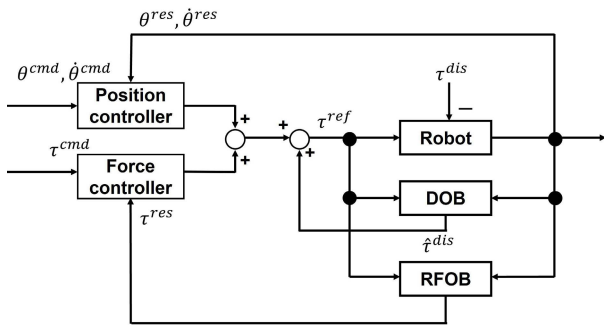 θ^{res}, θ̇^{res}
θ^{cmd}, θ̇^{cmd}
Position
controller
τ^{cmd}
Force
controller
τ^{res}
+
+
+
+
τ^{ref}
τ^{dis}
−
Robot
DOB
τ̂^{dis}
RFOB